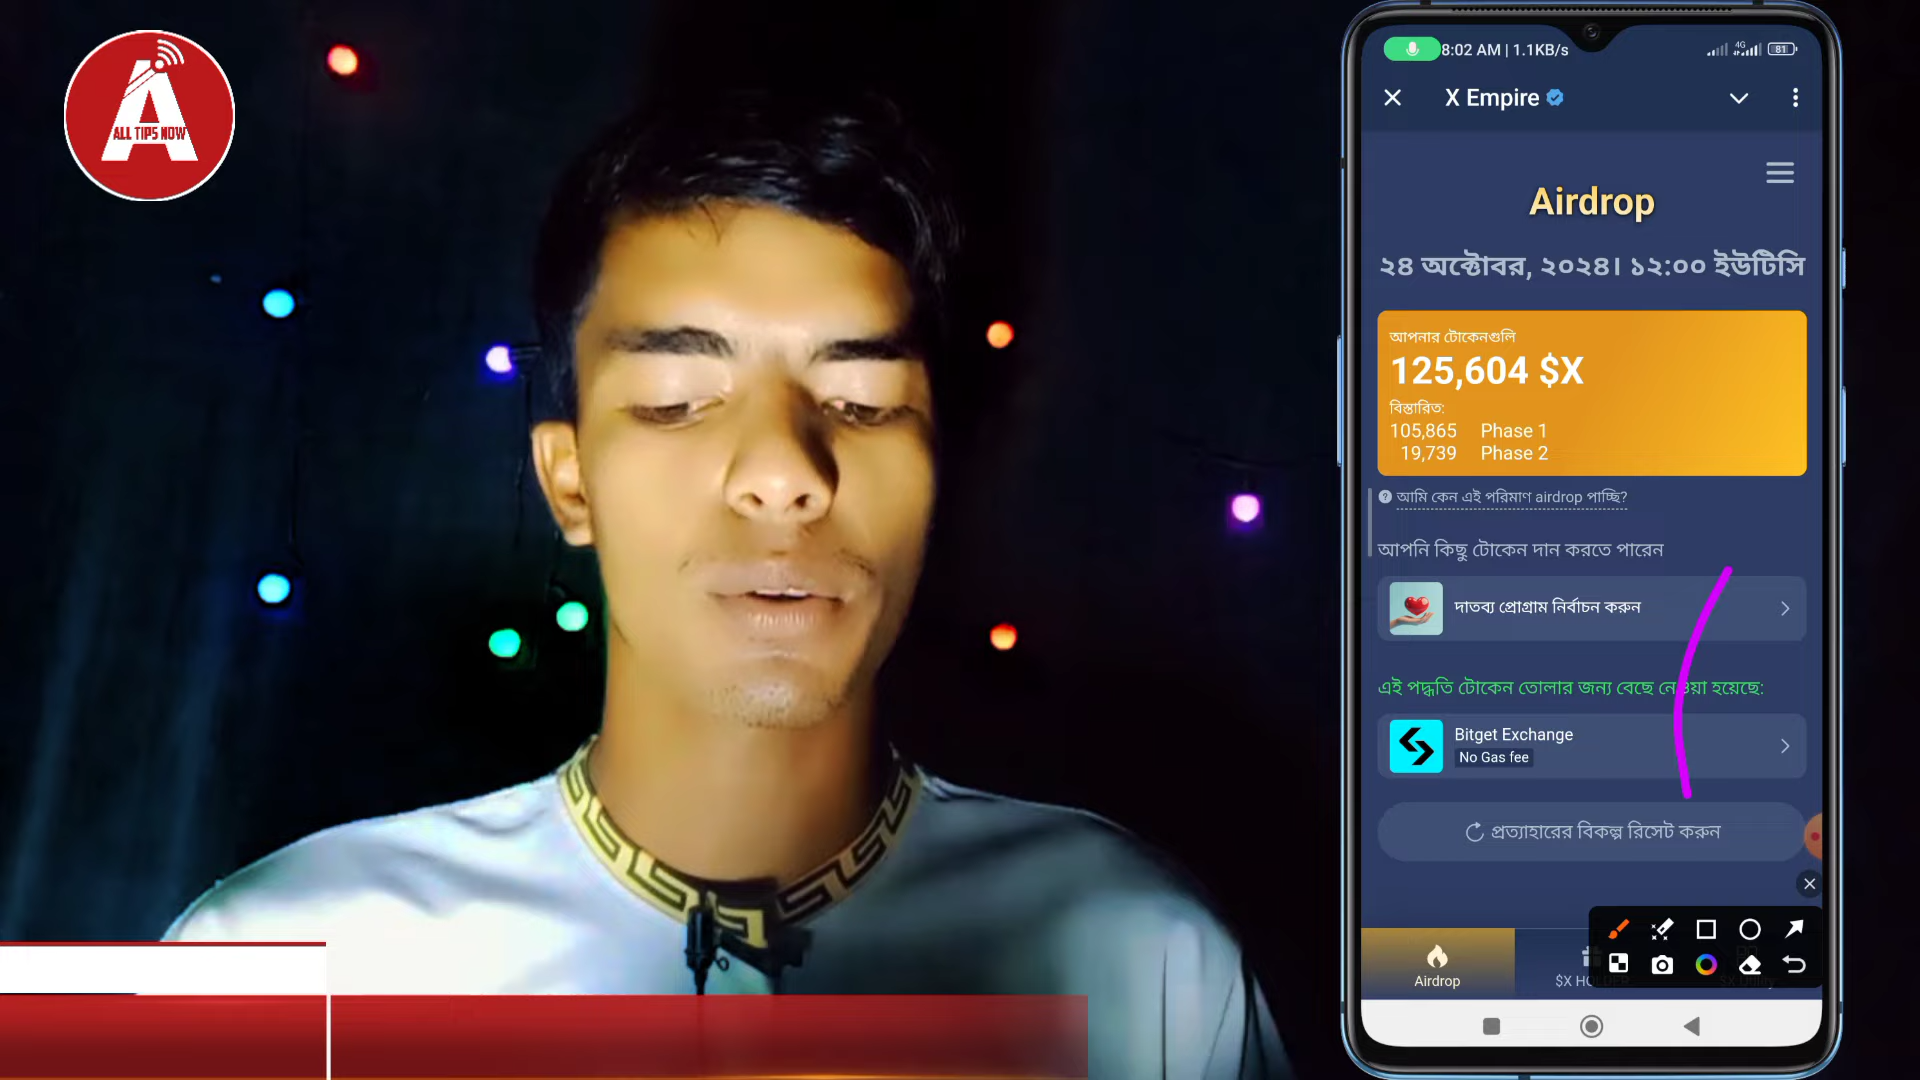 A
ALL TIPS NOW
8:02 AM | 1.1KB/s
4G
81
X Empire
Airdrop
২৪ অক্টোবর, ২০২৪। ১২:০০ ইউটিসি
আপনার টোকেনগুলি
125,604 $X
বিস্তারিত:
105,865 Phase 1
19,739 Phase 2
আমি কেন এই পরিমাণ airdrop পাচ্ছি?
আপনি কিছু টোকেন দান করতে পারেন
দাতব্য প্রোগ্রাম নির্বাচন করুন
এই পদ্ধতি টোকেন তোলার জন্য বেছে নেওয়া হয়েছে:
Bitget Exchange
No Gas fee
প্রত্যাহারের বিকল্প রিসেট করুন
Airdrop
$X